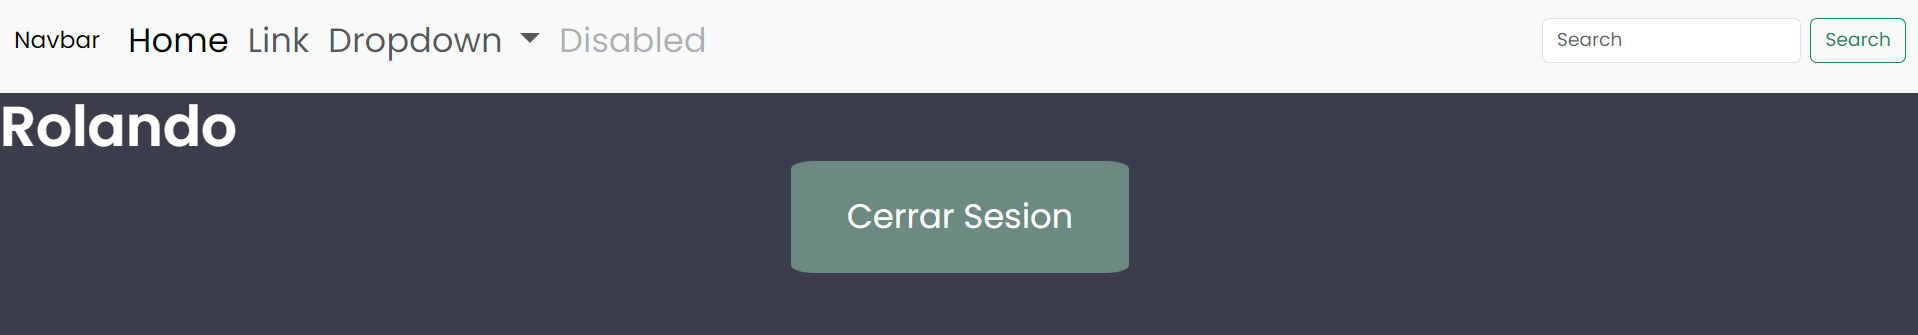 Navbar Home Link Dropdown Disabled Search Search
Rolando
Cerrar Sesion